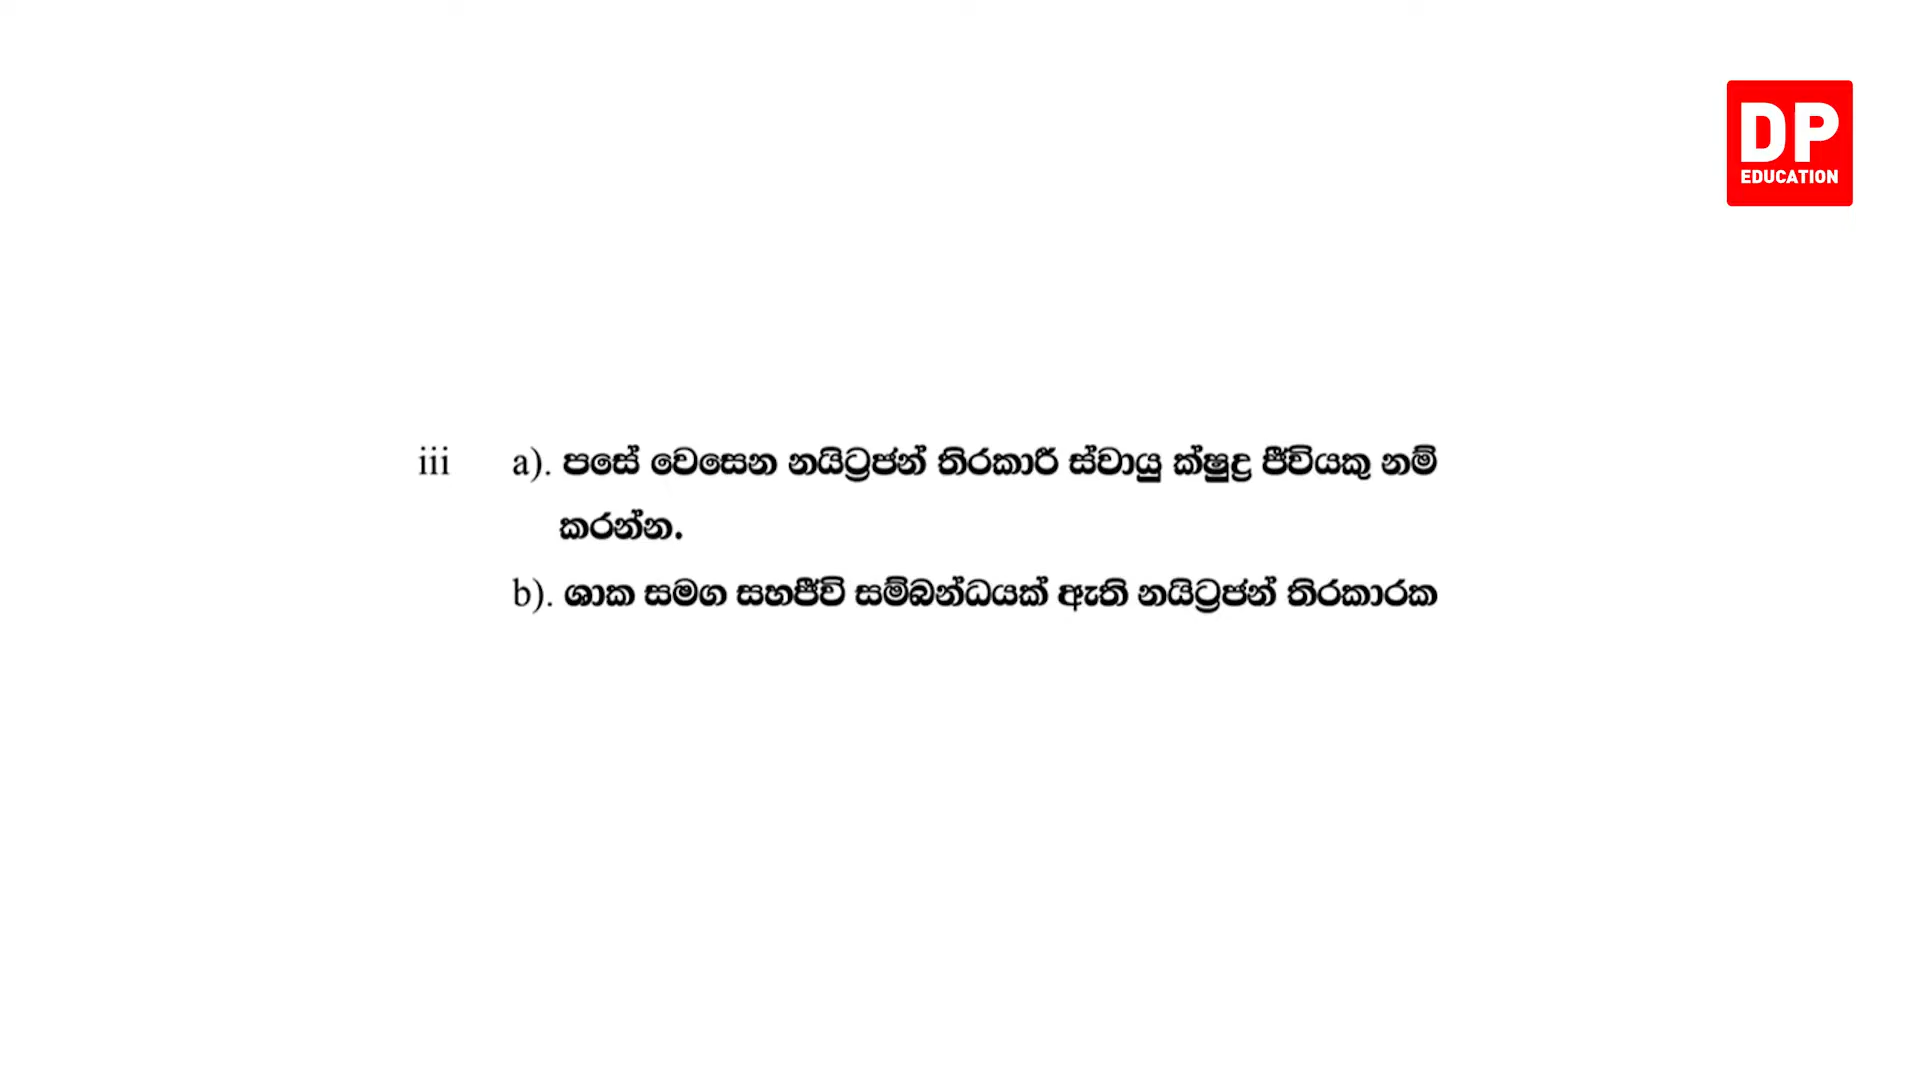 DP
EDUCATION
iii a). පසේ වෙසෙන නයිට්‍රජන් තිරකාරී ස්වායු ක්ෂුද්‍ර ජීවියකු නම්
කරන්න.
b). ශාක සමග සහජීවි සම්බන්ධයක් ඇති නයිට්‍රජන් තිරකාරක